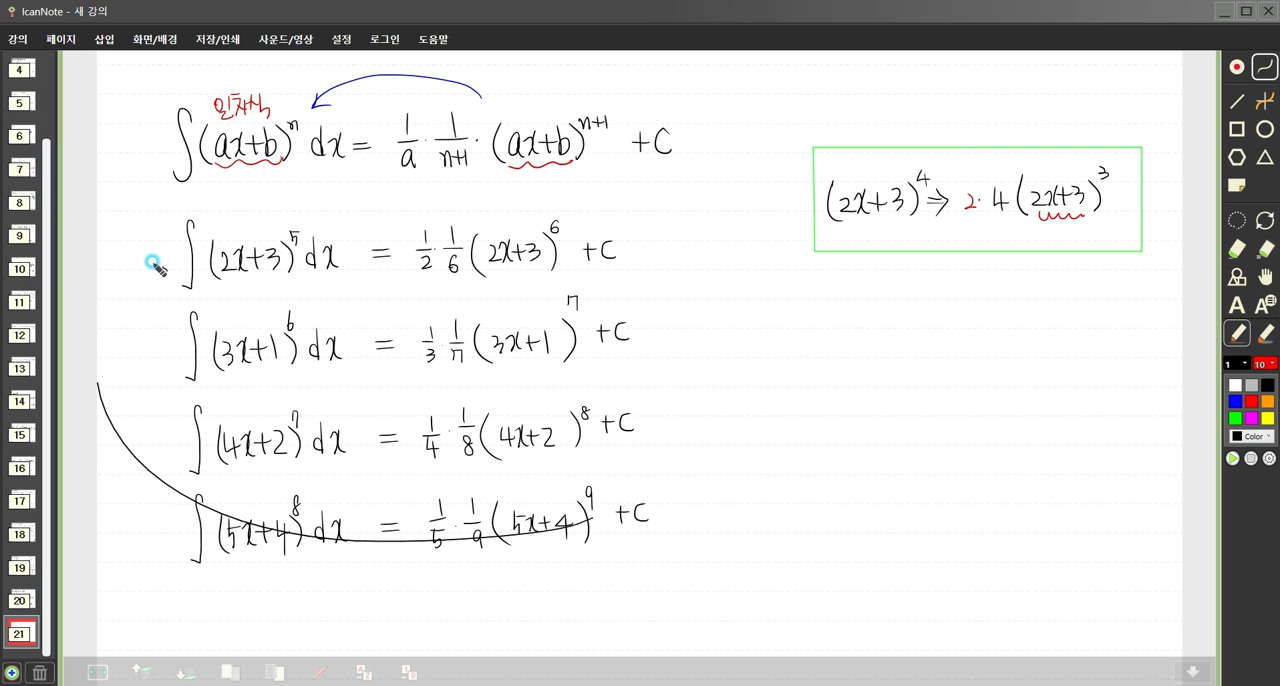 IcanNote - 새 강의
강의 페이지 삽입 화면/배경 저장/인쇄 사운드/영상 설정 로그인 도움말
4
5
6
7
8
9
10
11
12
13
14
15
16
17
18
19
20
21
일차식
∫(ax+b)^n dx = 1/a · 1/(n+1) · (ax+b)^(n+1) + C
(2x+3)^4 ⇒ 2· 4 (2x+3)^3
∫(2x+3)^5 dx = 1/2 · 1/6 (2x+3)^6 + C
∫(3x+1)^6 dx = 1/3 · 1/7 (3x+1)^7 + C
∫(4x+2)^7 dx = 1/4 · 1/8 (4x+2)^8 + C
∫(5x+4)^8 dx = 1/5 · 1/9 (5x+4)^9 + C
A A
1 10
Color